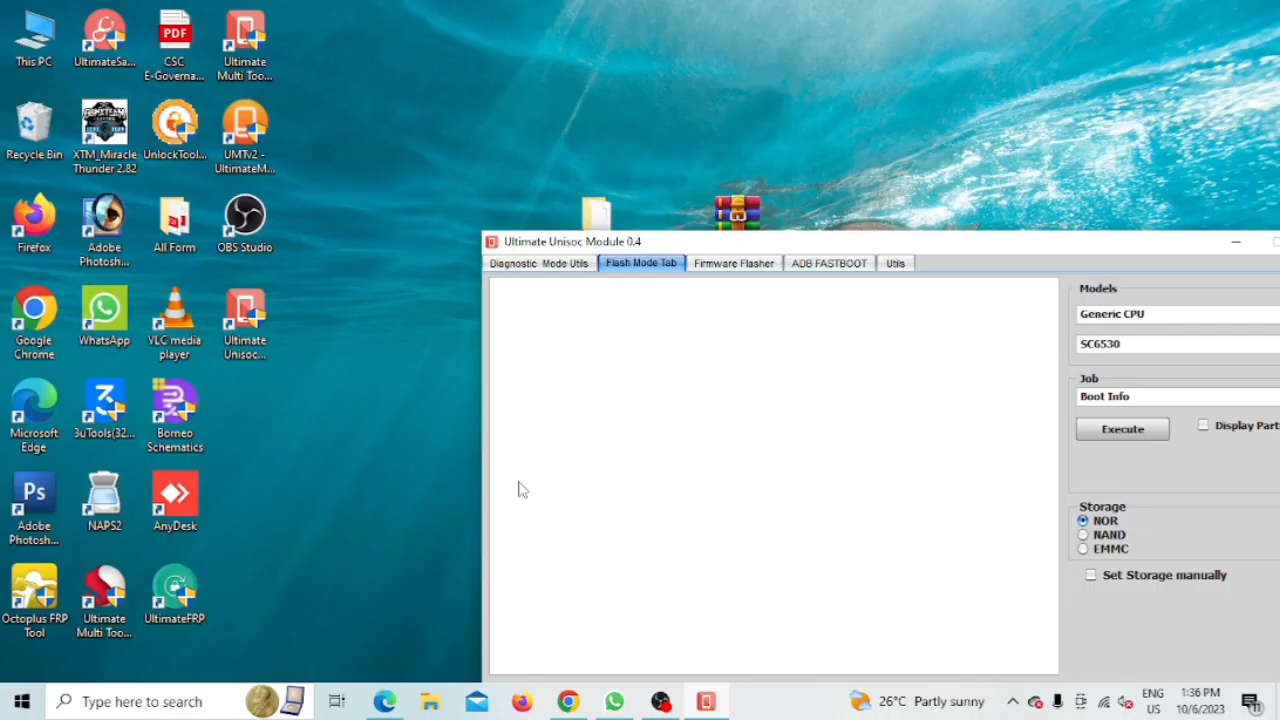 This PC
UltimateSa...
PDF
CSC
E-Governa...
Ultimate
Multi Too...
Recycle Bin
XTM_Miracle
Thunder 2.82
UnlockTool...
UMTv2 -
UltimateM...
Firefox
Adobe
Photosh...
All Form
OBS Studio
Google
Chrome
WhatsApp
VLC media
player
Ultimate
Unisoc...
Microsoft
Edge
3uTools(32...
Borneo
Schematics
Ps
Adobe
Photosh...
NAPS2
AnyDesk
Octoplus FRP
Tool
Ultimate
Multi Too...
UltimateFRP
Ultimate Unisoc Module 0.4
Diagnostic Mode Utils
Flash Mode Tab
Firmware Flasher
ADB FASTBOOT
Utils
Models
Generic CPU
SC6530
Job
Boot Info
Execute
Display Part
Storage
NOR
NAND
EMMC
Set Storage manually
Type here to search
26°C Partly sunny
ENG
US
1:36 PM
10/6/2023